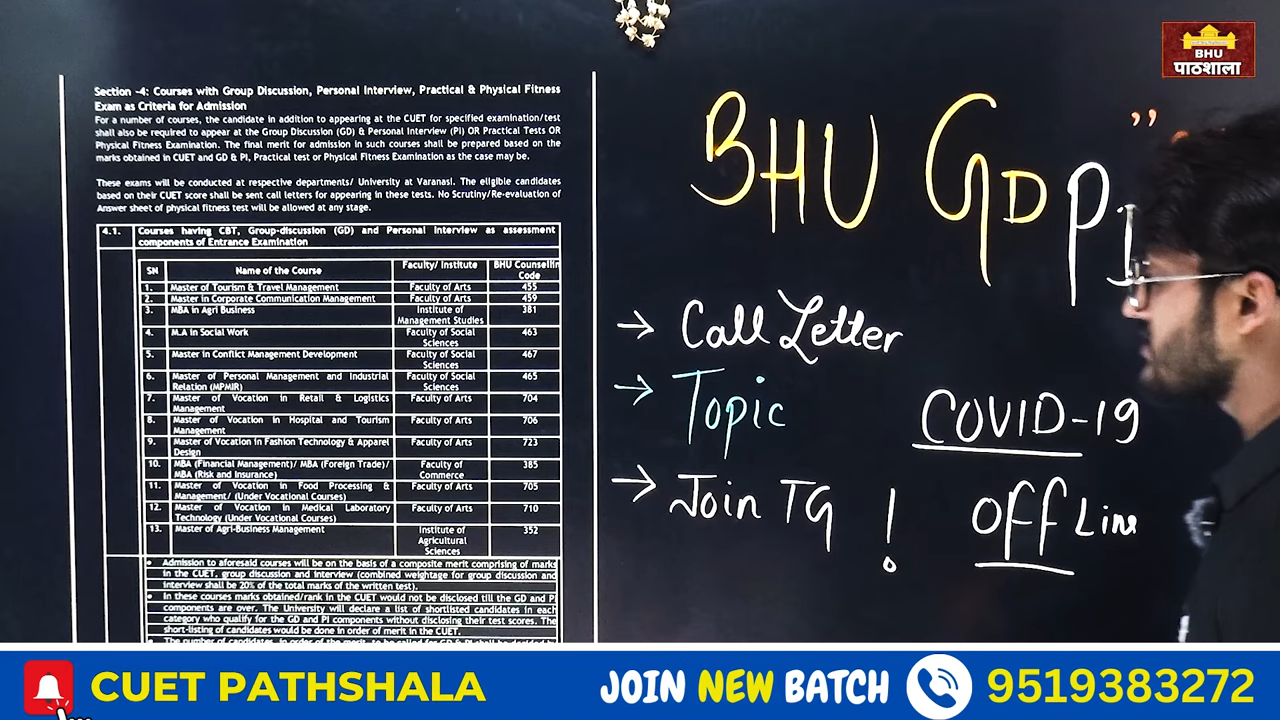 BHU
पाठशाला
Section -4: Courses with Group Discussion, Personal Interview, Practical & Physical Fitness
Exam as Criteria for Admission
For a number of courses, the candidate in addition to appearing at the CUET for specified examination/test
shall also be required to appear at the Group Discussion (GD) & Personal Interview (PI) OR Practical Tests OR
Physical Fitness Examination. The final merit for admission in such courses shall be prepared based on the
marks obtained in CUET and GD & PI, Practical test or Physical Fitness Examination as the case may be.
These exams will be conducted at respective departments/ University at Varanasi. The eligible candidates
based on their CUET score shall be sent call letters for appearing in these tests. No Scrutiny/Re-evaluation of
Answer sheet of physical fitness test will be allowed at any stage.
4.1. Courses having CBT, Group-discussion (GD) and Personal Interview as assessment
components of Entrance Examination
SN Name of the Course Faculty/ Institute BHU Counsellin
Code
1. Master of Tourism & Travel Management Faculty of Arts 455
2. Master in Corporate Communication Management Faculty of Arts 459
3. MBA in Agri Business Institute of 381
Management Studies
4. M.A in Social Work Faculty of Social 463
Sciences
5. Master in Conflict Management Development Faculty of Social 467
Sciences
6. Master of Personal Management and Industrial Faculty of Social 465
Relation (MPMIR) Sciences
7. Master of Vocation in Retail & Logistics Faculty of Arts 704
Management
8. Master of Vocation in Hospital and Tourism Faculty of Arts 706
Management
9. Master of Vocation in Fashion Technology & Apparel Faculty of Arts 723
Design
10. MBA (Financial Management)/ MBA (Foreign Trade)/ Faculty of 385
MBA (Risk and Insurance) Commerce
11. Master of Vocation in Food Processing & Faculty of Arts 705
Management/ (Under Vocational Courses)
12. Master of Vocation in Medical Laboratory Faculty of Arts 710
Technology (Under Vocational Courses)
13. Master of Agri-Business Management Institute of 352
Agricultural
Sciences
• Admission to aforesaid courses will be on the basis of a composite merit comprising of marks
in the CUET, group discussion and interview (combined weightage for group discussion and
interview shall be 20% of the total marks of the written test).
• In these courses marks obtained/rank in the CUET would not be disclosed till the GD and PI
components are over. The University will declare a list of shortlisted candidates in each
category who qualify for the GD and PI components without disclosing their test scores. The
short-listing of candidates would be done in order of merit in the CUET.
• The number of candidates, in order of the merit, to be called for GD & PI shall be decided by
BHU GD PI "
→ Call Letter
→ Topic COVID-19
→ Join TG ! OFF Line
CUET PATHSHALA JOIN NEW BATCH 9519383272